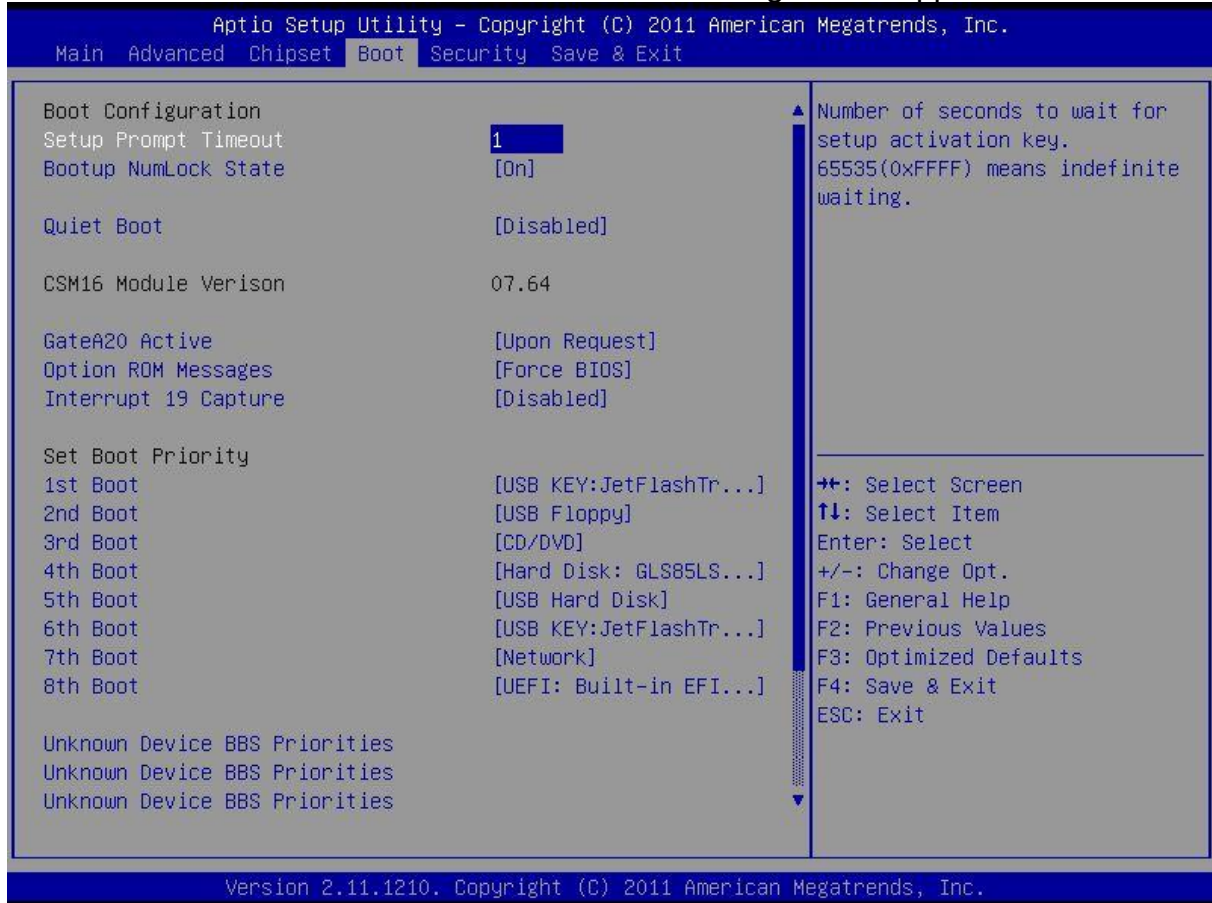 Aptio Setup Utility – Copyright (C) 2011 American Megatrends, Inc.
Main Advanced Chipset Boot Security Save & Exit
Boot Configuration
Setup Prompt Timeout 1
Bootup NumLock State [On]
Quiet Boot [Disabled]
CSM16 Module Verison 07.64
GateA20 Active [Upon Request]
Option ROM Messages [Force BIOS]
Interrupt 19 Capture [Disabled]
Set Boot Priority
1st Boot [USB KEY:JetFlashTr...]
2nd Boot [USB Floppy]
3rd Boot [CD/DVD]
4th Boot [Hard Disk: GLS85LS...]
5th Boot [USB Hard Disk]
6th Boot [USB KEY:JetFlashTr...]
7th Boot [Network]
8th Boot [UEFI: Built-in EFI...]
Unknown Device BBS Priorities
Unknown Device BBS Priorities
Unknown Device BBS Priorities
Number of seconds to wait for
setup activation key.
65535(0xFFFF) means indefinite
waiting.
→←: Select Screen
↑↓: Select Item
Enter: Select
+/-: Change Opt.
F1: General Help
F2: Previous Values
F3: Optimized Defaults
F4: Save & Exit
ESC: Exit
Version 2.11.1210. Copyright (C) 2011 American Megatrends, Inc.